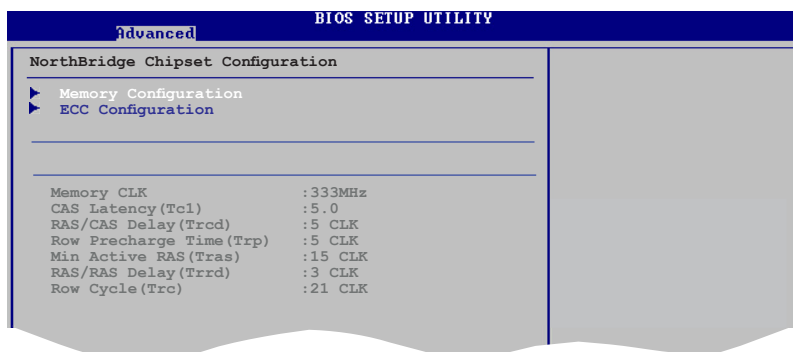 BIOS SETUP UTILITY
Advanced
NorthBridge Chipset Configuration
Memory Configuration
ECC Configuration
Memory CLK :333MHz
CAS Latency(Tcl) :5.0
RAS/CAS Delay(Trcd) :5 CLK
Row Precharge Time(Trp) :5 CLK
Min Active RAS(Tras) :15 CLK
RAS/RAS Delay(Trrd) :3 CLK
Row Cycle(Trc) :21 CLK